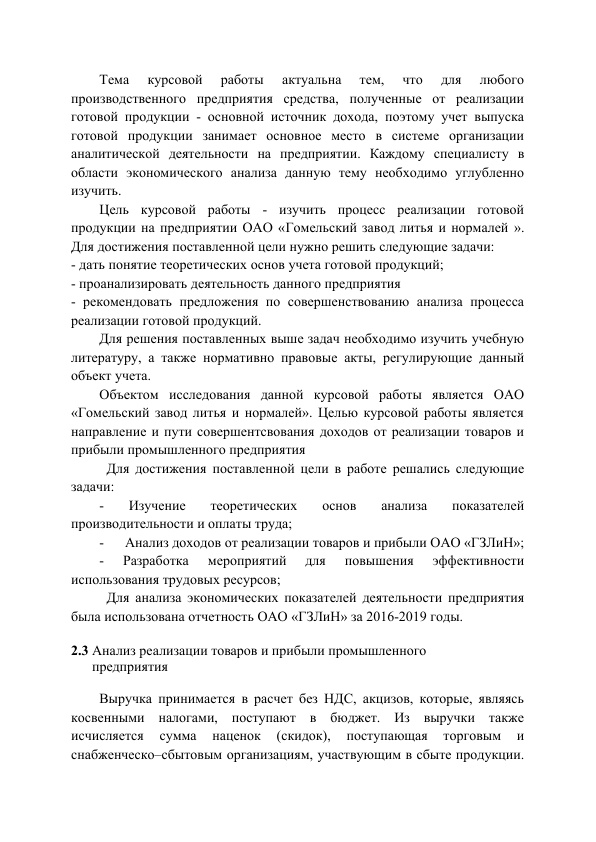 Тема курсовой работы актуальна тем, что для любого
производственного предприятия средства, полученные от реализации
готовой продукции - основной источник дохода, поэтому учет выпуска
готовой продукции занимает основное место в системе организации
аналитической деятельности на предприятии. Каждому специалисту в
области экономического анализа данную тему необходимо углубленно
изучить.
Цель курсовой работы - изучить процесс реализации готовой
продукции на предприятии ОАО «Гомельский завод литья и нормалей ».
Для достижения поставленной цели нужно решить следующие задачи:
- дать понятие теоретических основ учета готовой продукций;
- проанализировать деятельность данного предприятия
- рекомендовать предложения по совершенствованию анализа процесса
реализации готовой продукций.
Для решения поставленных выше задач необходимо изучить учебную
литературу, а также нормативно правовые акты, регулирующие данный
объект учета.
Объектом исследования данной курсовой работы является ОАО
«Гомельский завод литья и нормалей». Целью курсовой работы является
направление и пути совершентсвования доходов от реализации товаров и
прибыли промышленного предприятия
Для достижения поставленной цели в работе решались следующие
задачи:
- Изучение теоретических основ анализа показателей
производительности и оплаты труда;
- Анализ доходов от реализации товаров и прибыли ОАО «ГЗЛиН»;
- Разработка мероприятий для повышения эффективности
использования трудовых ресурсов;
Для анализа экономических показателей деятельности предприятия
была использована отчетность ОАО «ГЗЛиН» за 2016-2019 годы.
2.3 Анализ реализации товаров и прибыли промышленного
предприятия
Выручка принимается в расчет без НДС, акцизов, которые, являясь
косвенными налогами, поступают в бюджет. Из выручки также
исчисляется сумма наценок (скидок), поступающая торговым и
снабженческо–сбытовым организациям, участвующим в сбыте продукции.